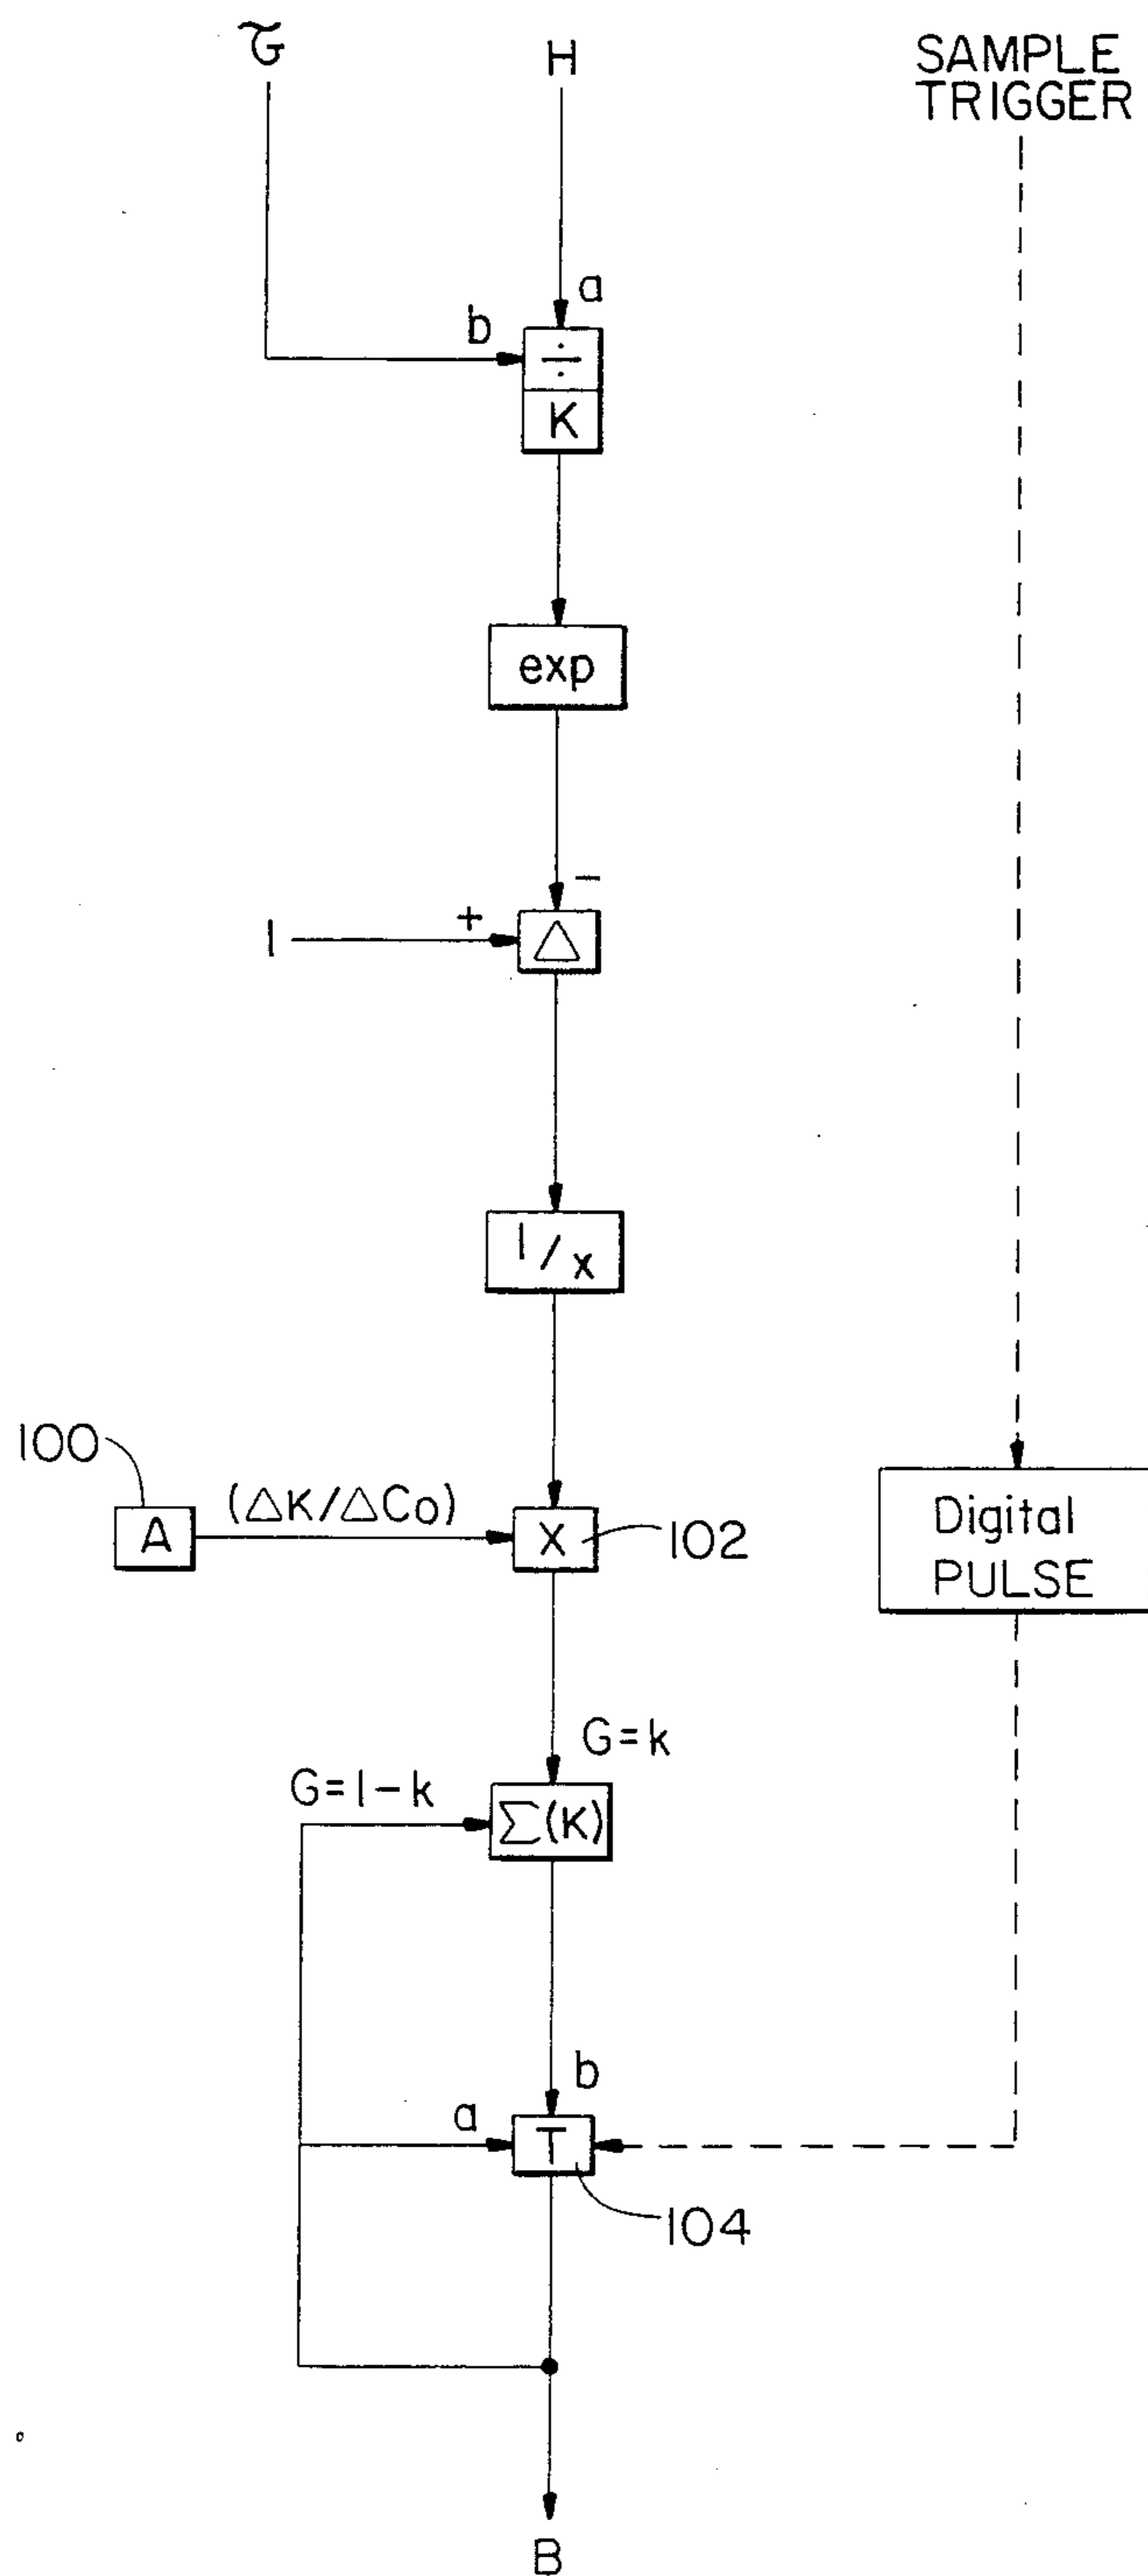 H
SAMPLE
TRIGGER
a
b
÷
K
exp
-
1
+
△
1/x
100
A
(△K/△Co)
X
102
Digital
PULSE
G=k
G=1-k
Σ(K)
b
a
T
104
B